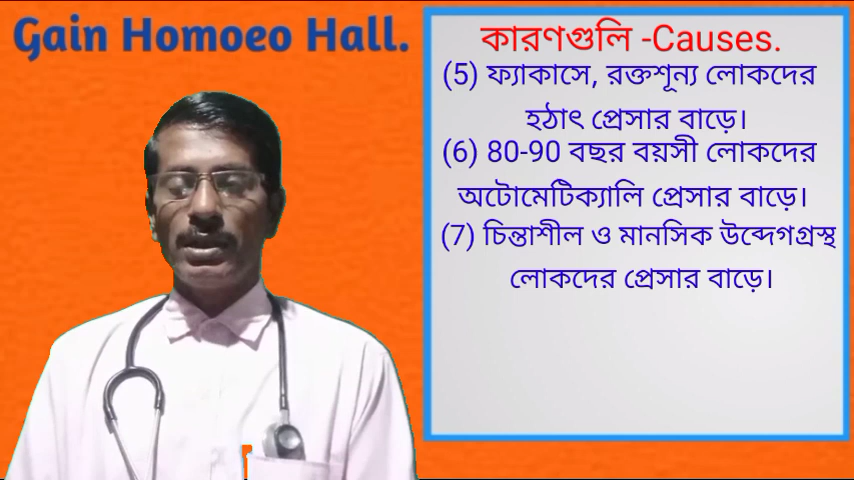 Gain Homoeo Hall.
কারণগুলি -Causes.
(5) ফ্যাকাসে, রক্তশূন্য লোকদের
হঠাৎ প্রেসার বাড়ে।
(6) 80-90 বছর বয়সী লোকদের
অটোমেটিক্যালি প্রেসার বাড়ে।
(7) চিন্তাশীল ও মানসিক উব্দেগগ্রস্থ
লোকদের প্রেসার বাড়ে।